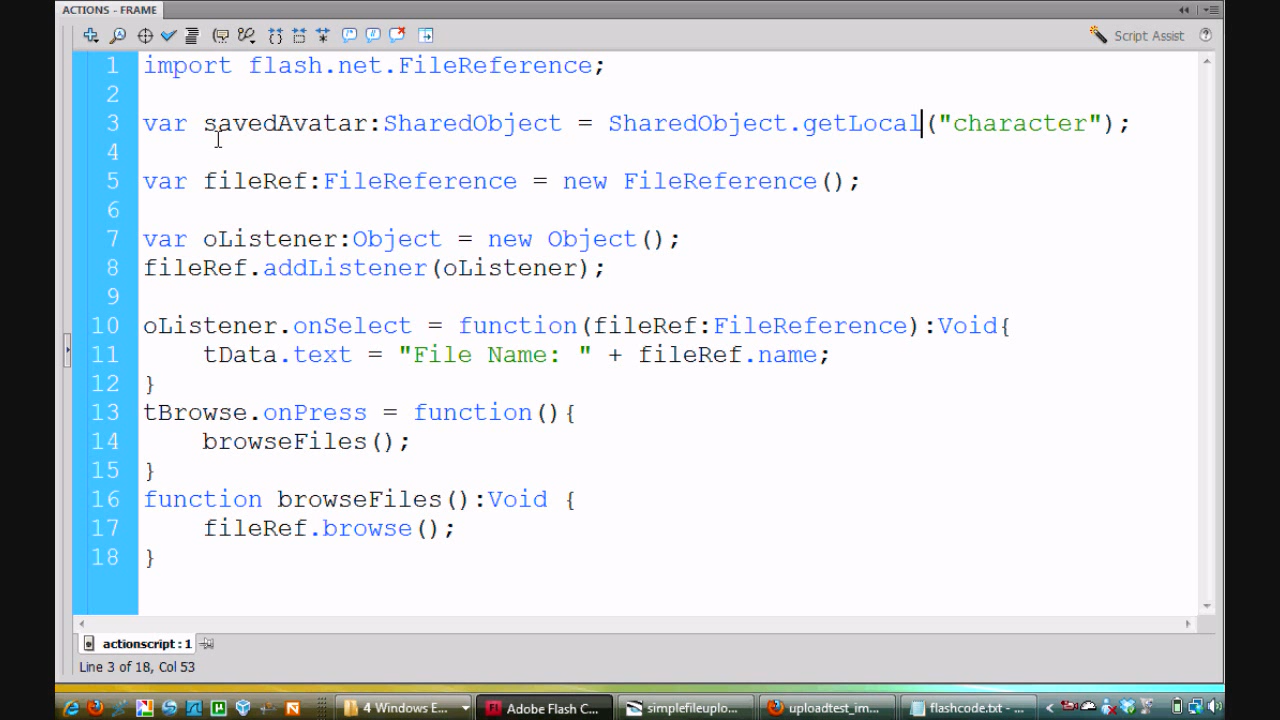 ACTIONS - FRAME
Script Assist
1 import flash.net.FileReference;
2
3 var savedAvatar:SharedObject = SharedObject.getLocal("character");
4
5 var fileRef:FileReference = new FileReference();
6
7 var oListener:Object = new Object();
8 fileRef.addListener(oListener);
9
10 oListener.onSelect = function(fileRef:FileReference):Void{
11 tData.text = "File Name: " + fileRef.name;
12 }
13 tBrowse.onPress = function(){
14 browseFiles();
15 }
16 function browseFiles():Void {
17 fileRef.browse();
18 }
actionscript:1
Line 3 of 18, Col 53
4 Windows E... Adobe Flash C... simplefileuplo... uploadtest_im... flashcode.txt - ...